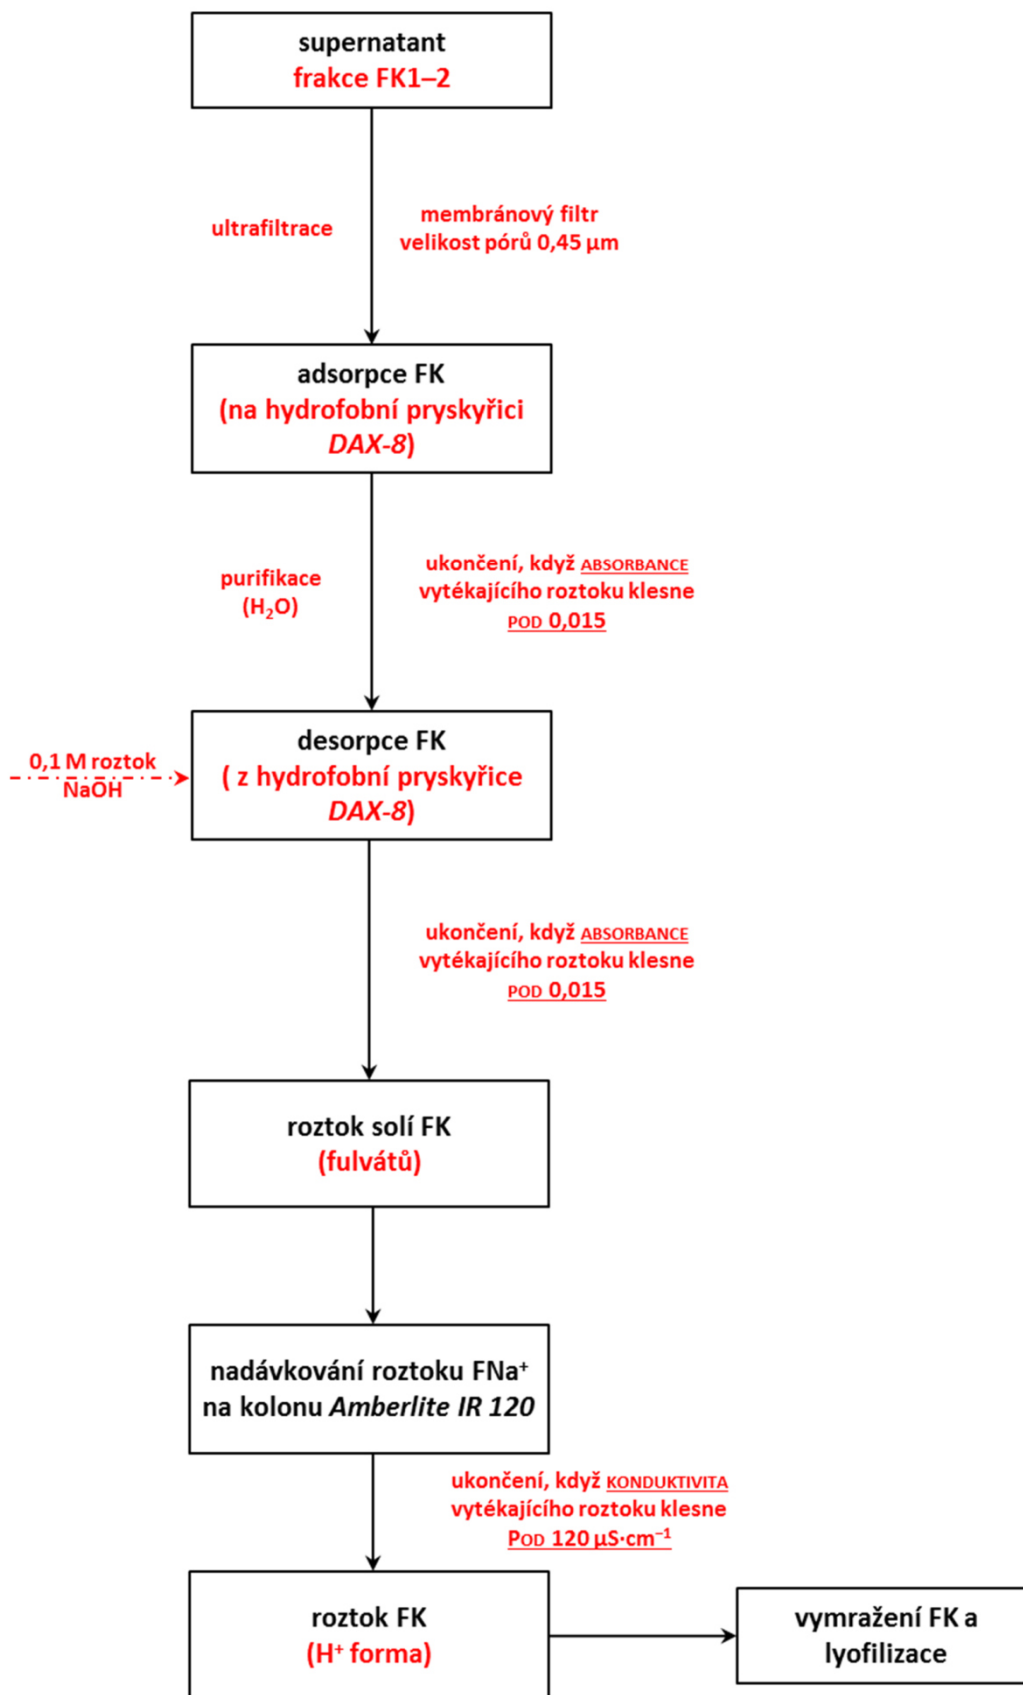 supernatant
frakce FK1–2
ultrafiltrace
membránový filtr
velikost pórů 0,45 µm
adsorpce FK
(na hydrofobní pryskyřici
DAX-8)
purifikace
(H₂O)
ukončení, když ABSORBANCE
vytékajícího roztoku klesne
POD 0,015
0,1 M roztok
NaOH
desorpce FK
( z hydrofobní pryskyřice
DAX-8)
ukončení, když ABSORBANCE
vytékajícího roztoku klesne
POD 0,015
roztok solí FK
(fulvátů)
nadávkování roztoku FNa⁺
na kolonu Amberlite IR 120
ukončení, když KONDUKTIVITA
vytékajícího roztoku klesne
POD 120 µS·cm⁻¹
roztok FK
(H⁺ forma)
vymražení FK a
lyofilizace